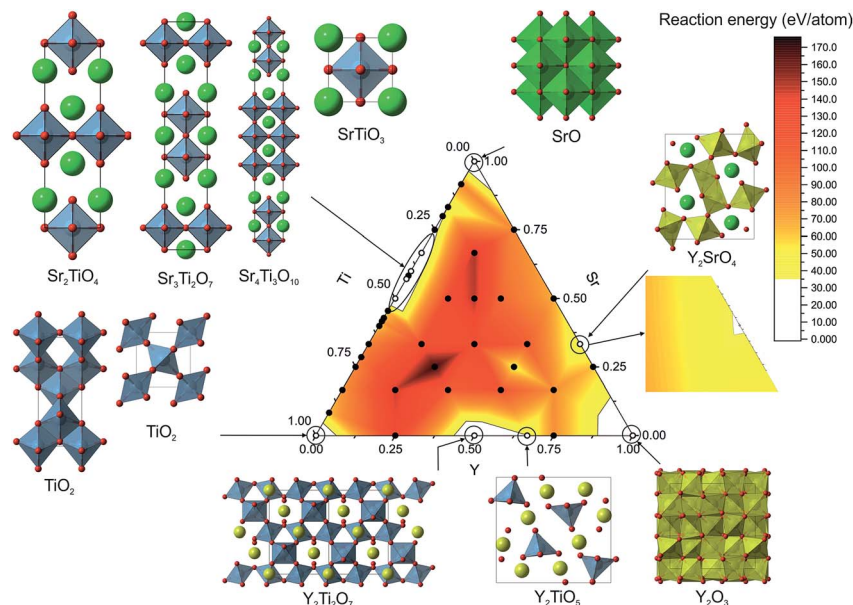 Reaction energy (eV/atom)
170.0
160.0
150.0
140.0
130.0
120.0
110.0
100.0
90.00
80.00
70.00
60.00
50.00
40.00
30.00
20.00
10.00
0.000
SrTiO3
SrO
Sr2TiO4
Sr3Ti2O7
Sr4Ti3O10
Y2SrO4
0.00
1.00
0.25
0.75
Ti
Sr
0.50
0.50
0.75
0.25
1.00
0.00
0.00
0.25
0.50
0.75
1.00
Y
TiO2
TiO2
Y2Ti2O7
Y2TiO5
Y2O3